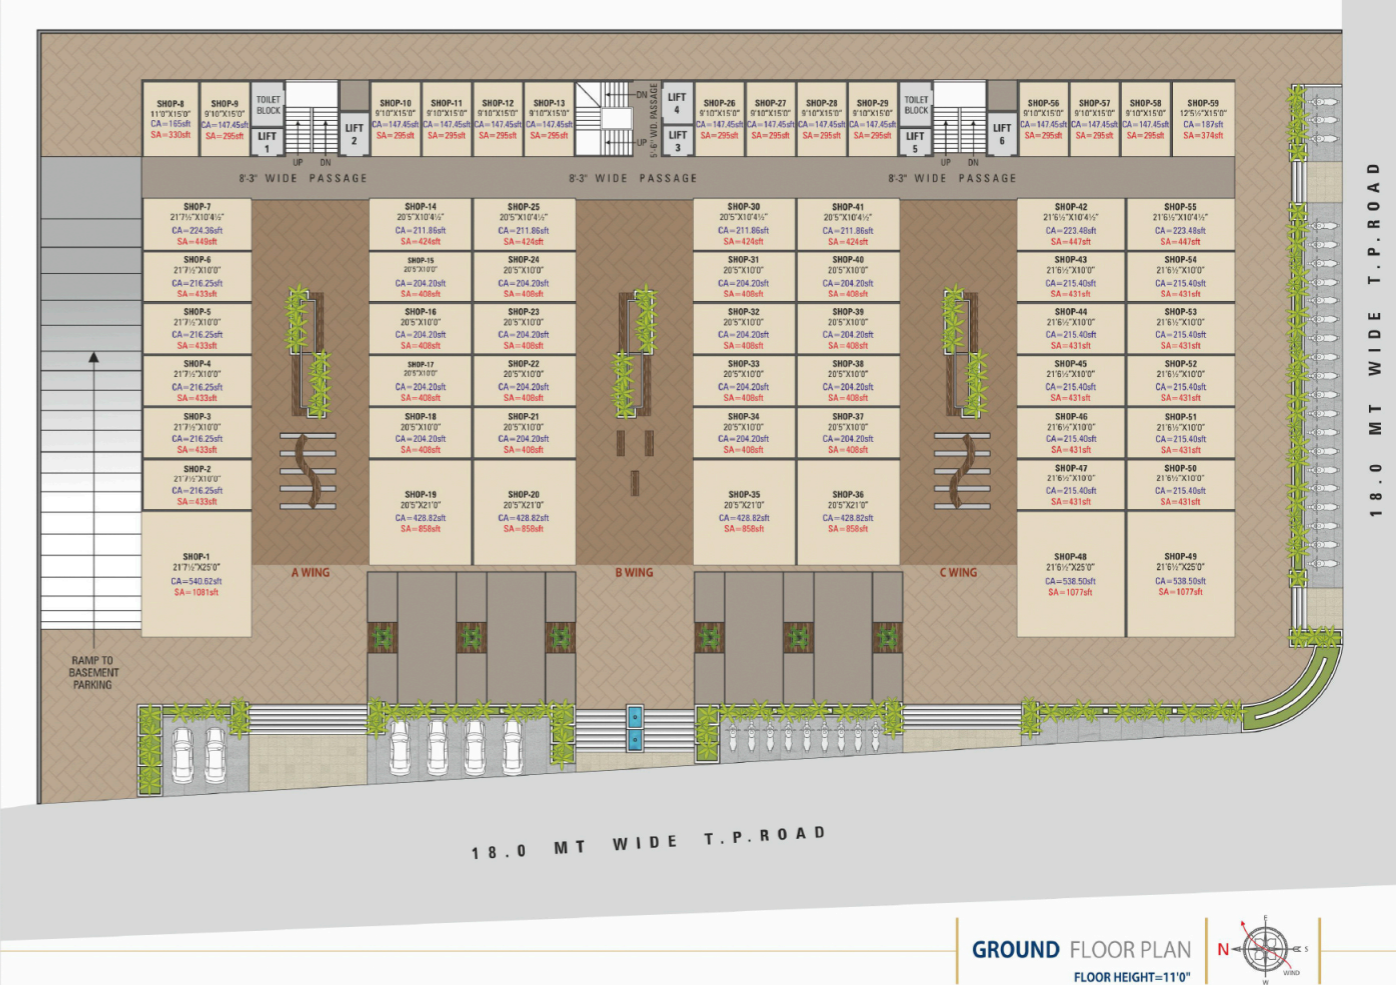 SHOP-8
11'0"X15'0"
CA=165sft
SA=330sft
SHOP-9
9'10"X15'0"
CA=147.45sft
SA=295sft
TOILET
BLOCK
LIFT
1
UP
DN
LIFT
2
SHOP-10
9'10"X15'0"
CA=147.45sft
SA=295sft
SHOP-11
9'10"X15'0"
CA=147.45sft
SA=295sft
SHOP-12
9'10"X15'0"
CA=147.45sft
SA=295sft
SHOP-13
9'10"X15'0"
CA=147.45sft
SA=295sft
DN
UP
5'-6" WD. PASSAGE
LIFT
4
LIFT
3
SHOP-26
9'10"X15'0"
CA=147.45sft
SA=295sft
SHOP-27
9'10"X15'0"
CA=147.45sft
SA=295sft
SHOP-28
9'10"X15'0"
CA=147.45sft
SA=295sft
SHOP-29
9'10"X15'0"
CA=147.45sft
SA=295sft
TOILET
BLOCK
LIFT
5
UP
DN
LIFT
6
SHOP-56
9'10"X15'0"
CA=147.45sft
SA=295sft
SHOP-57
9'10"X15'0"
CA=147.45sft
SA=295sft
SHOP-58
9'10"X15'0"
CA=147.45sft
SA=295sft
SHOP-59
12'5½"X15'0"
CA=187sft
SA=374sft
8'-3" WIDE PASSAGE
8'-3" WIDE PASSAGE
8'-3" WIDE PASSAGE
SHOP-7
21'7½"X10'4½"
CA=224.36sft
SA=449sft
SHOP-6
21'7½"X10'0"
CA=216.25sft
SA=433sft
SHOP-5
21'7½"X10'0"
CA=216.25sft
SA=433sft
SHOP-4
21'7½"X10'0"
CA=216.25sft
SA=433sft
SHOP-3
21'7½"X10'0"
CA=216.25sft
SA=433sft
SHOP-2
21'7½"X10'0"
CA=216.25sft
SA=433sft
SHOP-1
21'7½"X25'0"
CA=540.62sft
SA=1081sft
SHOP-14
20'5"X10'4½"
CA=211.86sft
SA=424sft
SHOP-15
20'5"X10'0"
CA=204.20sft
SA=408sft
SHOP-16
20'5"X10'0"
CA=204.20sft
SA=408sft
SHOP-17
20'5"X10'0"
CA=204.20sft
SA=408sft
SHOP-18
20'5"X10'0"
CA=204.20sft
SA=408sft
SHOP-19
20'5"X21'0"
CA=428.82sft
SA=858sft
SHOP-25
20'5"X10'4½"
CA=211.86sft
SA=424sft
SHOP-24
20'5"X10'0"
CA=204.20sft
SA=408sft
SHOP-23
20'5"X10'0"
CA=204.20sft
SA=408sft
SHOP-22
20'5"X10'0"
CA=204.20sft
SA=408sft
SHOP-21
20'5"X10'0"
CA=204.20sft
SA=408sft
SHOP-20
20'5"X21'0"
CA=428.82sft
SA=858sft
SHOP-30
20'5"X10'4½"
CA=211.86sft
SA=424sft
SHOP-31
20'5"X10'0"
CA=204.20sft
SA=408sft
SHOP-32
20'5"X10'0"
CA=204.20sft
SA=408sft
SHOP-33
20'5"X10'0"
CA=204.20sft
SA=408sft
SHOP-34
20'5"X10'0"
CA=204.20sft
SA=408sft
SHOP-35
20'5"X21'0"
CA=428.82sft
SA=858sft
SHOP-41
20'5"X10'4½"
CA=211.86sft
SA=424sft
SHOP-40
20'5"X10'0"
CA=204.20sft
SA=408sft
SHOP-39
20'5"X10'0"
CA=204.20sft
SA=408sft
SHOP-38
20'5"X10'0"
CA=204.20sft
SA=408sft
SHOP-37
20'5"X10'0"
CA=204.20sft
SA=408sft
SHOP-36
20'5"X21'0"
CA=428.82sft
SA=858sft
SHOP-42
21'6½"X10'4½"
CA=223.48sft
SA=447sft
SHOP-43
21'6½"X10'0"
CA=215.40sft
SA=431sft
SHOP-44
21'6½"X10'0"
CA=215.40sft
SA=431sft
SHOP-45
21'6½"X10'0"
CA=215.40sft
SA=431sft
SHOP-46
21'6½"X10'0"
CA=215.40sft
SA=431sft
SHOP-47
21'6½"X10'0"
CA=215.40sft
SA=431sft
SHOP-48
21'6½"X25'0"
CA=538.50sft
SA=1077sft
SHOP-55
21'6½"X10'4½"
CA=223.48sft
SA=447sft
SHOP-54
21'6½"X10'0"
CA=215.40sft
SA=431sft
SHOP-53
21'6½"X10'0"
CA=215.40sft
SA=431sft
SHOP-52
21'6½"X10'0"
CA=215.40sft
SA=431sft
SHOP-51
21'6½"X10'0"
CA=215.40sft
SA=431sft
SHOP-50
21'6½"X10'0"
CA=215.40sft
SA=431sft
SHOP-49
21'6½"X25'0"
CA=538.50sft
SA=1077sft
A WING
B WING
C WING
RAMP TO
BASEMENT
PARKING
18.0 MT WIDE T.P.ROAD
18.0 MT WIDE T.P.ROAD
GROUND FLOOR PLAN
FLOOR HEIGHT=11'0"
E
N
S
W
WIND